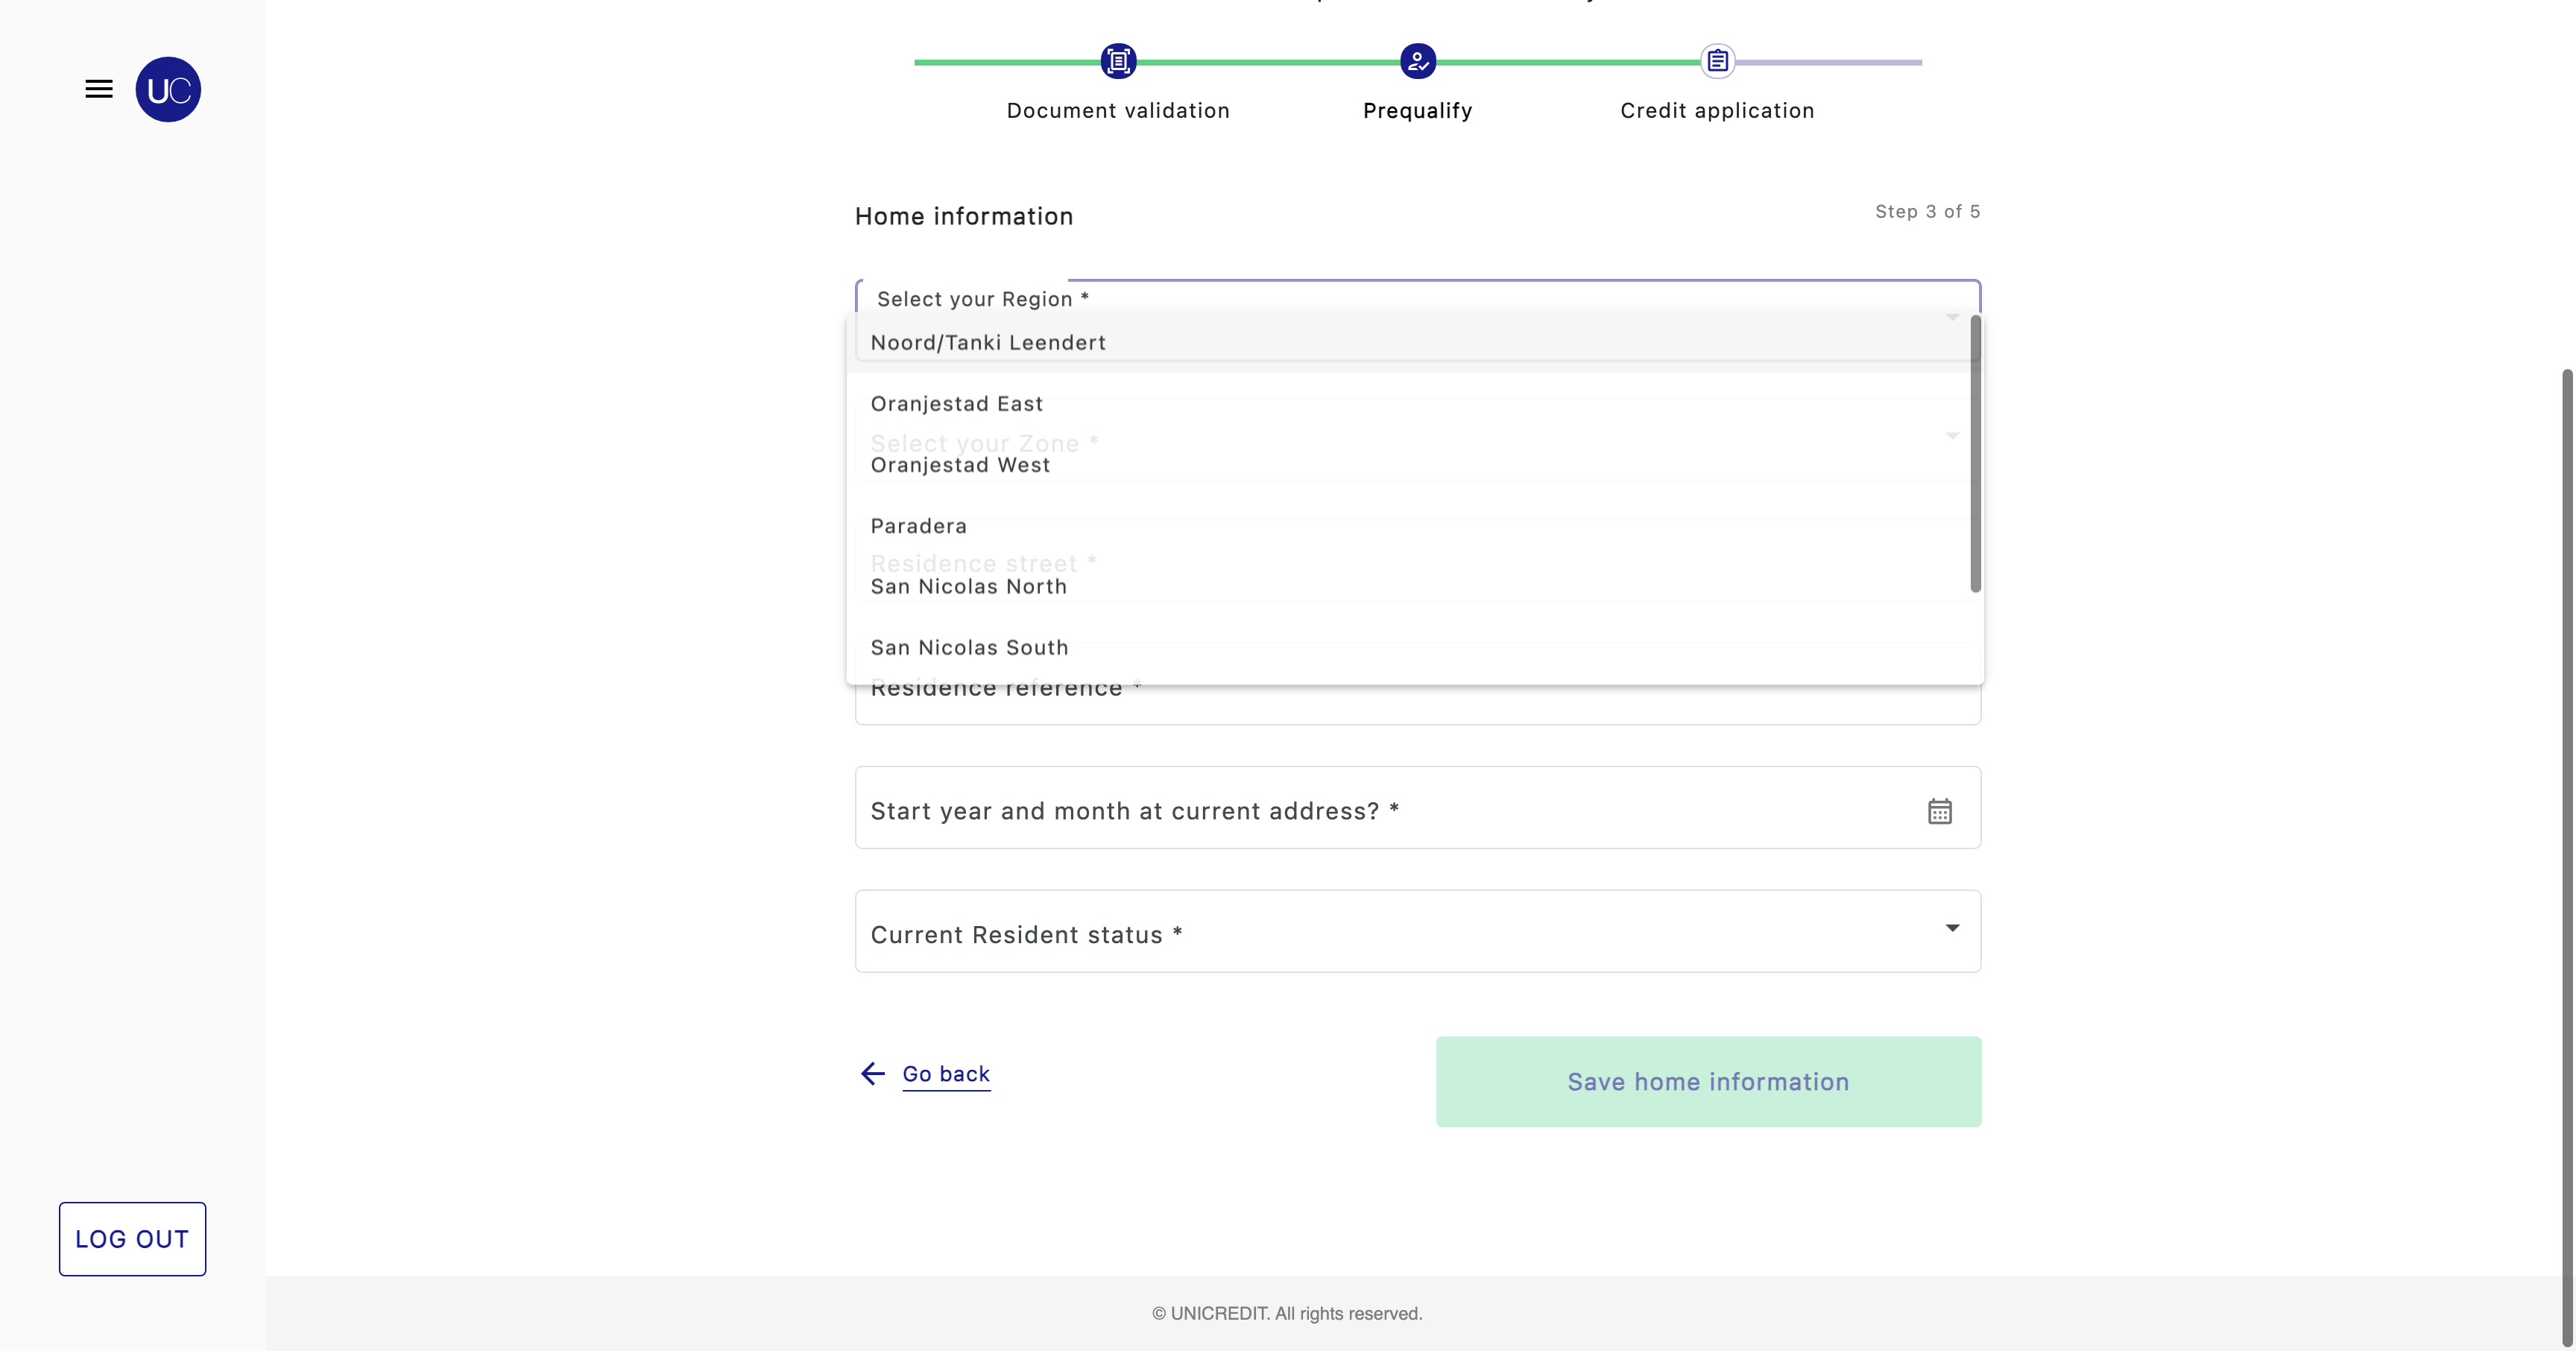 UC
Document validation
Prequalify
Credit application
Home information
Step 3 of 5
Select your Region *
Noord/Tanki Leendert
Oranjestad East
Select your Zone *
Oranjestad West
Paradera
Residence street *
San Nicolas North
San Nicolas South
Residence reference *
Start year and month at current address? *
Current Resident status *
Go back
Save home information
LOG OUT
© UNICREDIT. All rights reserved.